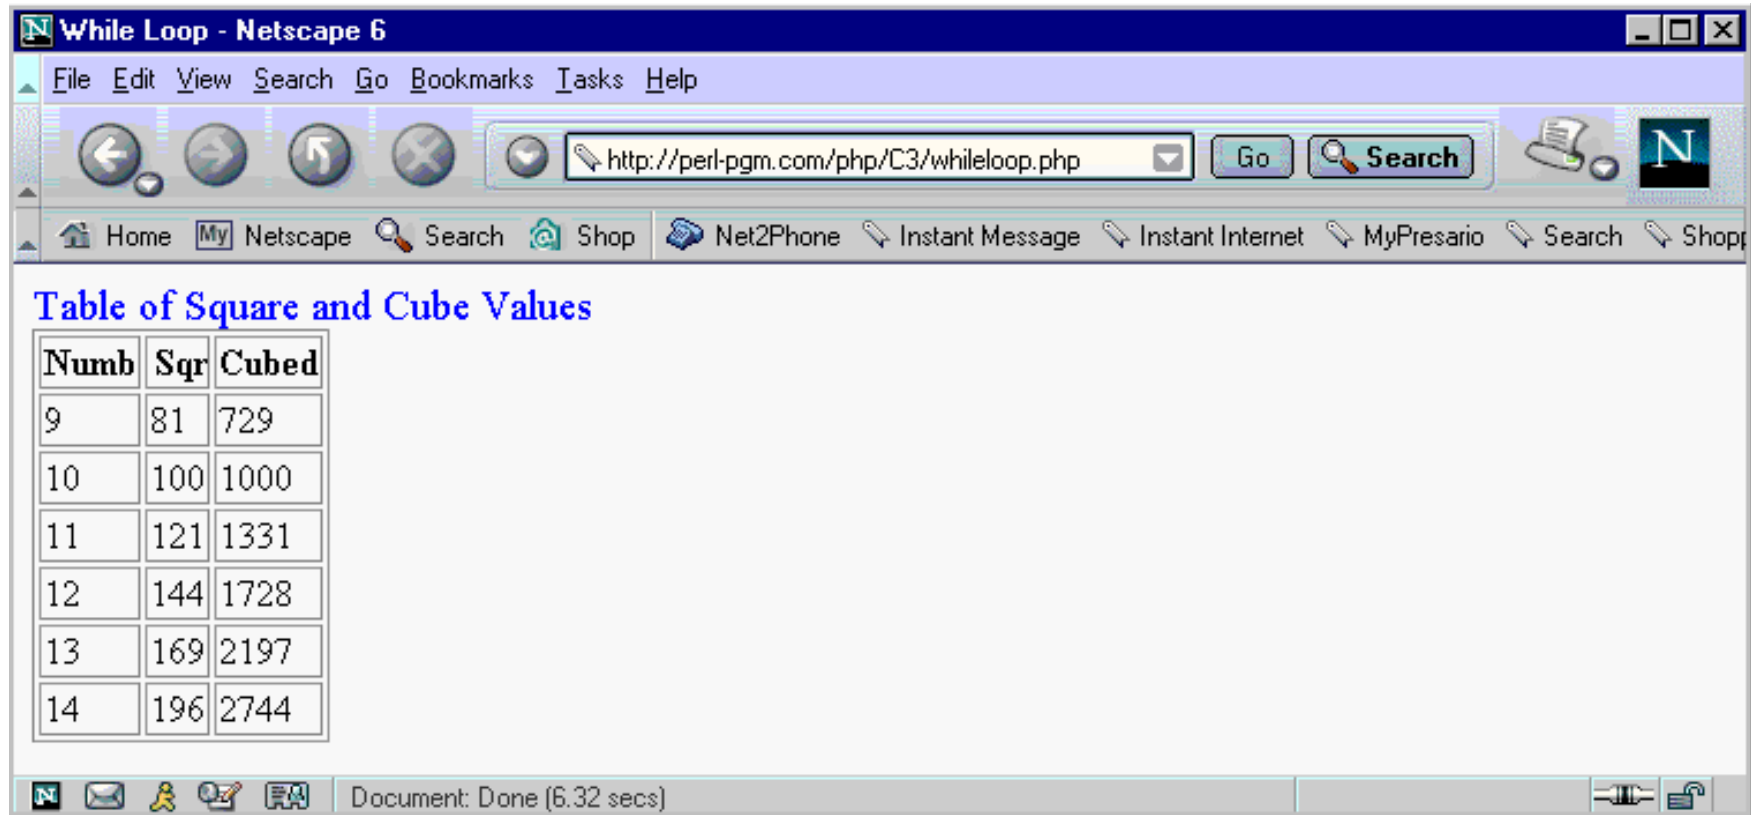 N While Loop - Netscape 6
File Edit View Search Go Bookmarks Tasks Help
http://perl-pgm.com/php/C3/whileloop.php Go Search N
Home My Netscape Search Shop Net2Phone Instant Message Instant Internet MyPresario Search Shopp
Table of Square and Cube Values
Numb Sqr Cubed
9 81 729
10 100 1000
11 121 1331
12 144 1728
13 169 2197
14 196 2744
N Document: Done (6.32 secs)